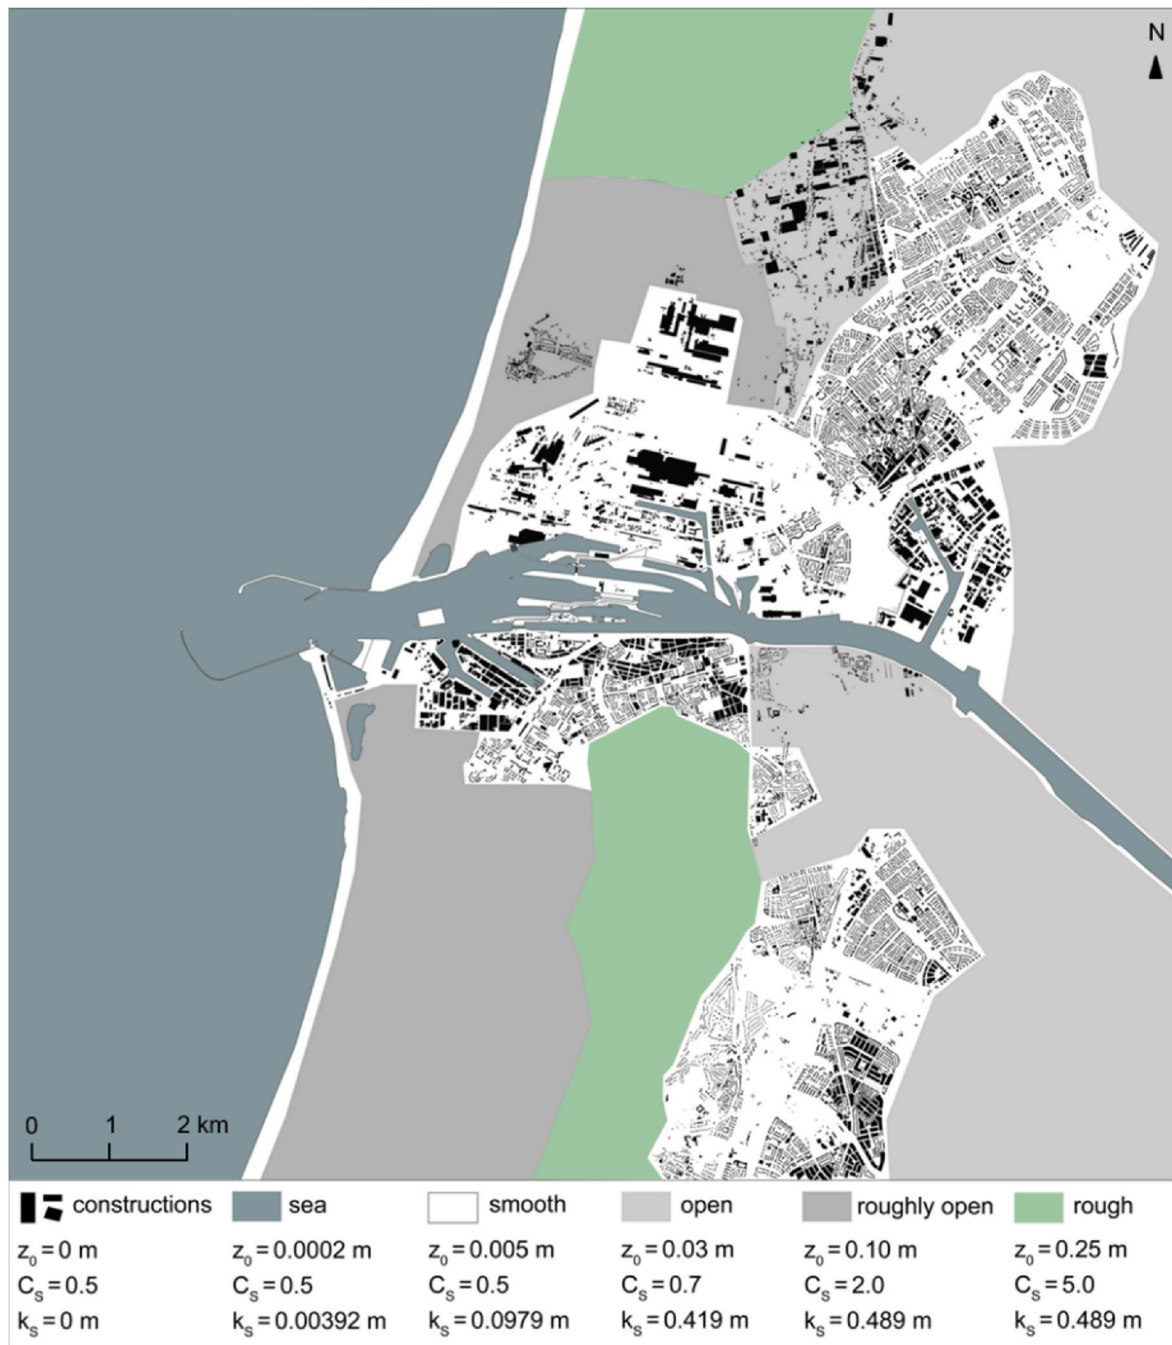 N
0 1 2 km
constructions sea smooth open roughly open rough
z₀ = 0 m z₀ = 0.0002 m z₀ = 0.005 m z₀ = 0.03 m z₀ = 0.10 m z₀ = 0.25 m
Cₛ = 0.5 Cₛ = 0.5 Cₛ = 0.5 Cₛ = 0.7 Cₛ = 2.0 Cₛ = 5.0
kₛ = 0 m kₛ = 0.00392 m kₛ = 0.0979 m kₛ = 0.419 m kₛ = 0.489 m kₛ = 0.489 m